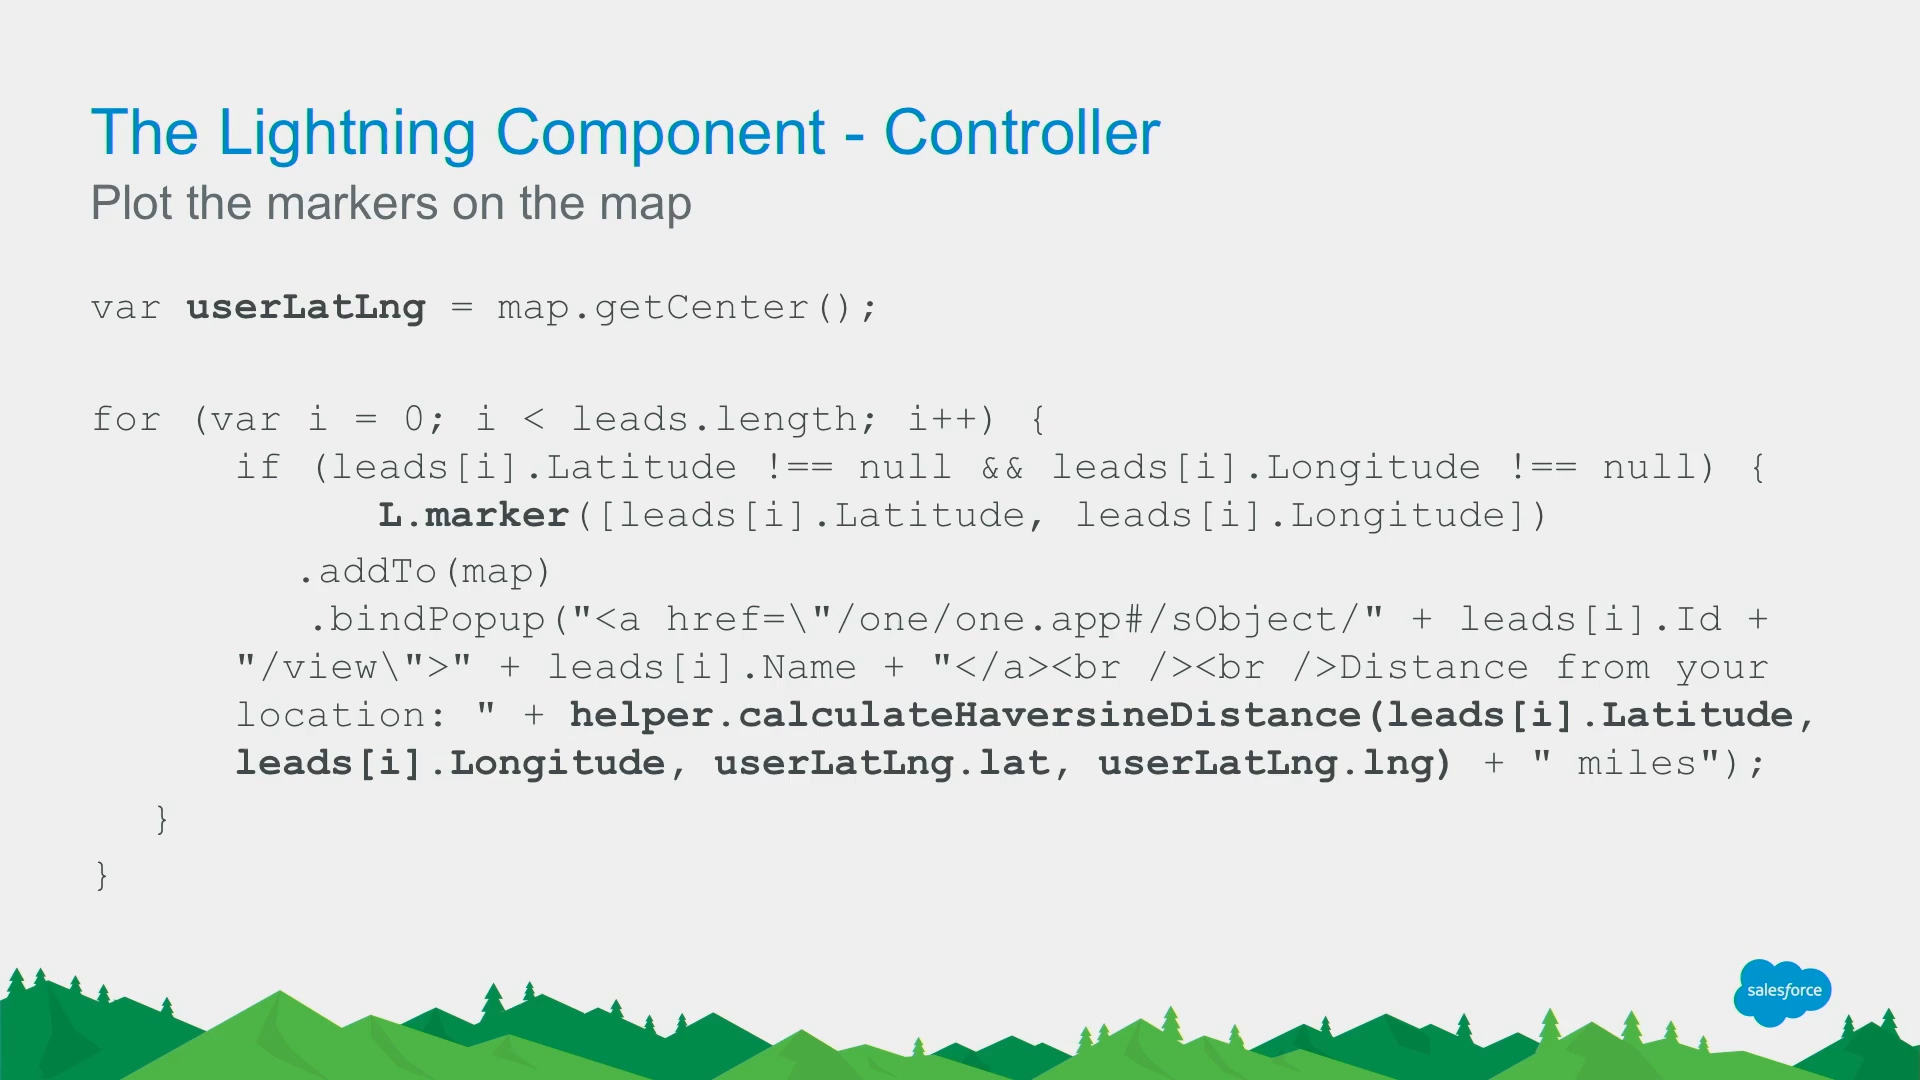 The Lightning Component - Controller
Plot the markers on the map
var userLatLng = map.getCenter();
for (var i = 0; i < leads.length; i++) {
if (leads[i].Latitude !== null && leads[i].Longitude !== null) {
L.marker([leads[i].Latitude, leads[i].Longitude])
.addTo(map)
.bindPopup("<a href=\"/one/one.app#/sObject/" + leads[i].Id +
"/view\">" + leads[i].Name + "</a><br /><br />Distance from your
location: " + helper.calculateHaversineDistance(leads[i].Latitude,
leads[i].Longitude, userLatLng.lat, userLatLng.lng) + " miles");
}
}
salesforce